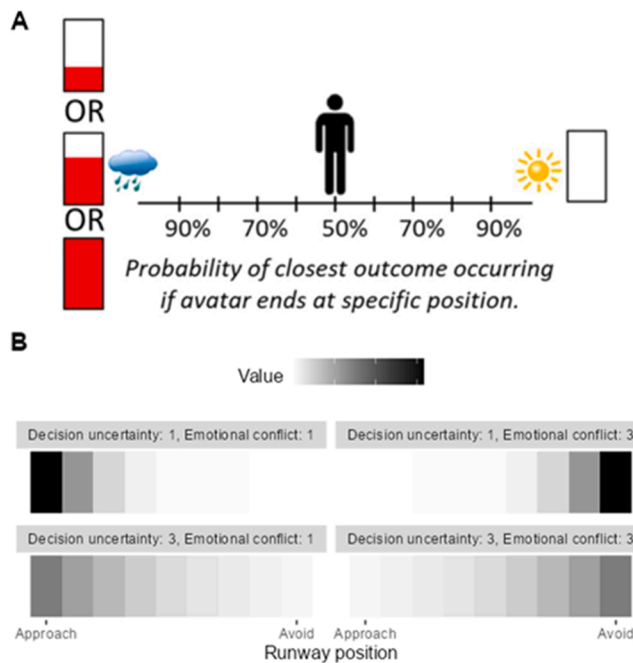 A
OR
OR
90% 70% 50% 70% 90%
Probability of closest outcome occurring
if avatar ends at specific position.
B
Value
Decision uncertainty: 1, Emotional conflict: 1
Decision uncertainty: 1, Emotional conflict: 3
Decision uncertainty: 3, Emotional conflict: 1
Decision uncertainty: 3, Emotional conflict: 3
Approach Avoid Approach Avoid
Runway position